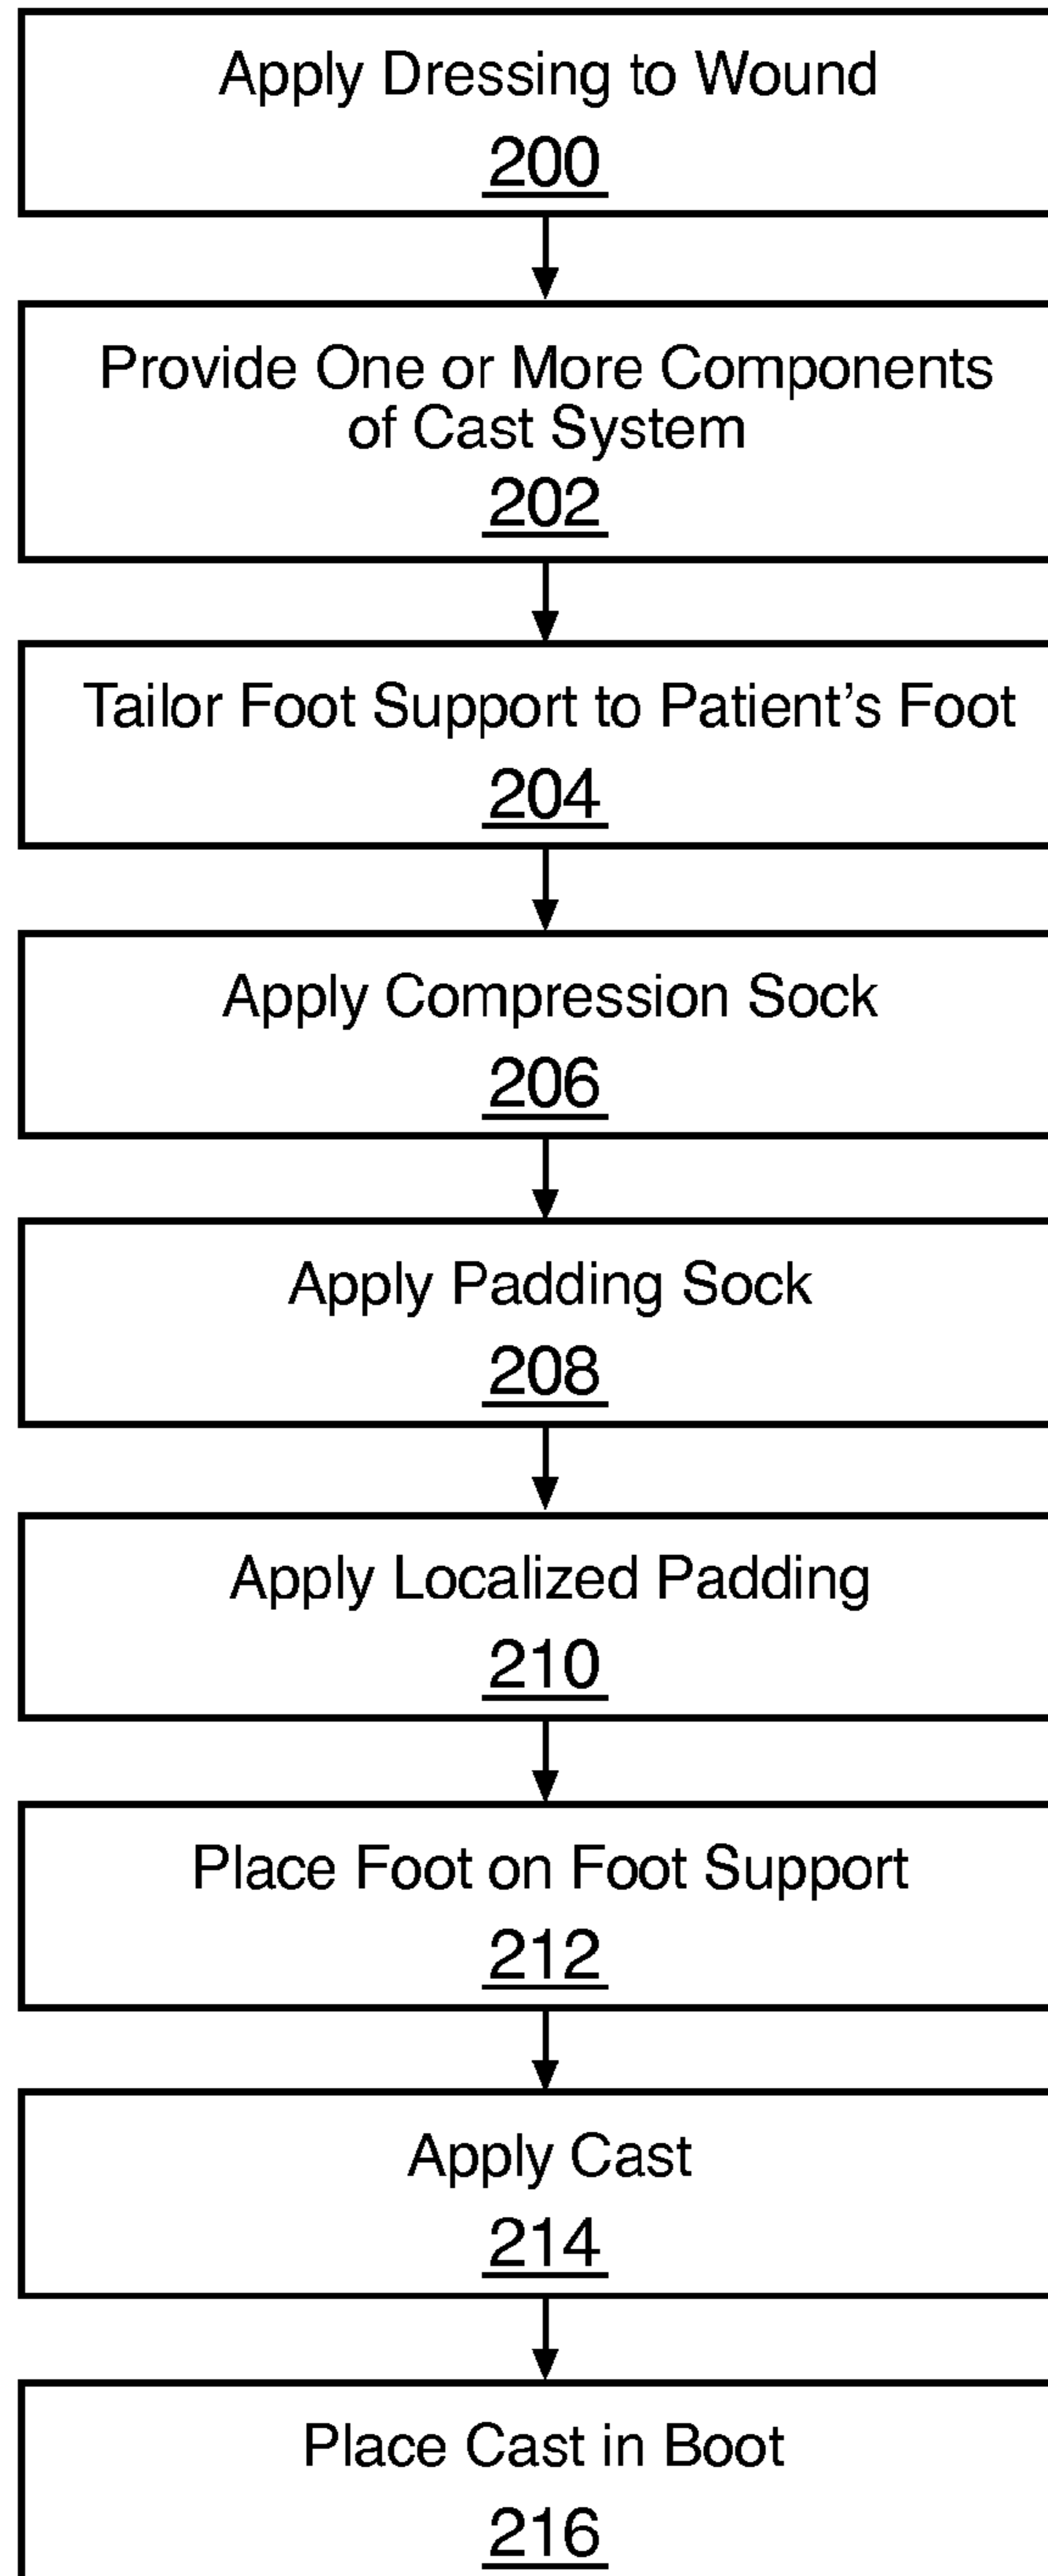 Apply Dressing to Wound
200
Provide One or More Components
of Cast System
202
Tailor Foot Support to Patient’s Foot
204
Apply Compression Sock
206
Apply Padding Sock
208
Apply Localized Padding
210
Place Foot on Foot Support
212
Apply Cast
214
Place Cast in Boot
216